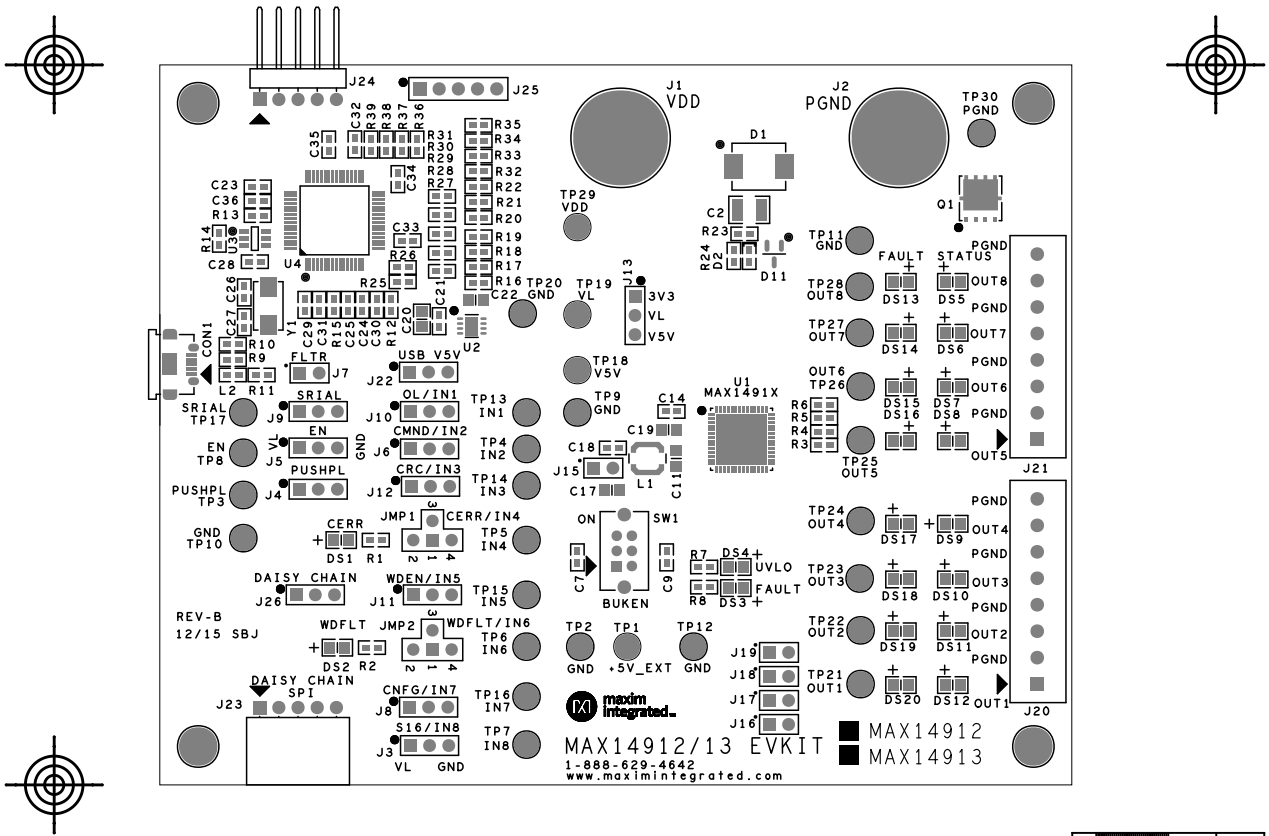 J24
J25
J1
VDD
J2
PGND
TP30
PGND
C35
C32
R39
R38
R37
R36
R31
R30
R29
R28
R27
C34
R35
R34
R33
R32
R22
R21
R20
R19
R18
R17
R16
D1
C2
R23
R24
D2
D11
Q1
C23
C36
R13
R14
U3
C28
U4
C33
R26
R25
C26
C27
Y1
C29
C31
R15
C25
C24
C30
R12
C20
C21
C22
U2
TP29
VDD
TP20
GND
TP19
VL
J13
3V3
VL
V5V
TP18
V5V
TP9
GND
TP11
GND
TP28
OUT8
TP27
OUT7
OUT6
TP26
TP25
OUT5
FAULT
STATUS
DS13
DS5
DS14
DS6
DS15
DS16
DS7
DS8
PGND
OUT8
PGND
OUT7
PGND
OUT6
PGND
OUT5
J21
CON1
R10
R9
L2
R11
FLTR
J7
USB V5V
J22
SRIAL
TP17
SRIAL
J9
OL/IN1
J10
TP13
IN1
EN
TP8
VL
J5
EN
GND
CMND/IN2
J6
TP4
IN2
PUSHPL
TP3
PUSHPL
J4
CRC/IN3
J12
TP14
IN3
GND
TP10
CERR
DS1
R1
JMP1
3
CERR/IN4
2
1
4
TP5
IN4
C14
C19
C18
J15
L1
C11
C17
U1
MAX1491X
R6
R5
R4
R3
ON
SW1
C7
C9
BUKEN
R7
DS4
UVLO
R8
DS3
FAULT
DAISY CHAIN
J26
WDEN/IN5
J11
TP15
IN5
REV-B
12/15 SBJ
WDFLT
DS2
R2
JMP2
3
WDFLT/IN6
2
1
4
TP6
IN6
TP2
GND
TP1
+5V_EXT
TP12
GND
J19
J18
J17
J16
TP24
OUT4
TP23
OUT3
TP22
OUT2
TP21
OUT1
DS17
DS9
DS18
DS10
DS19
DS11
DS20
DS12
PGND
OUT4
PGND
OUT3
PGND
OUT2
PGND
OUT1
J20
DAISY CHAIN
SPI
J23
CNFG/IN7
J8
TP16
IN7
S16/IN8
J3
VL
GND
TP7
IN8
maxim
integrated™
MAX14912/13 EVKIT
1-888-629-4642
www.maximintegrated.com
MAX14912
MAX14913